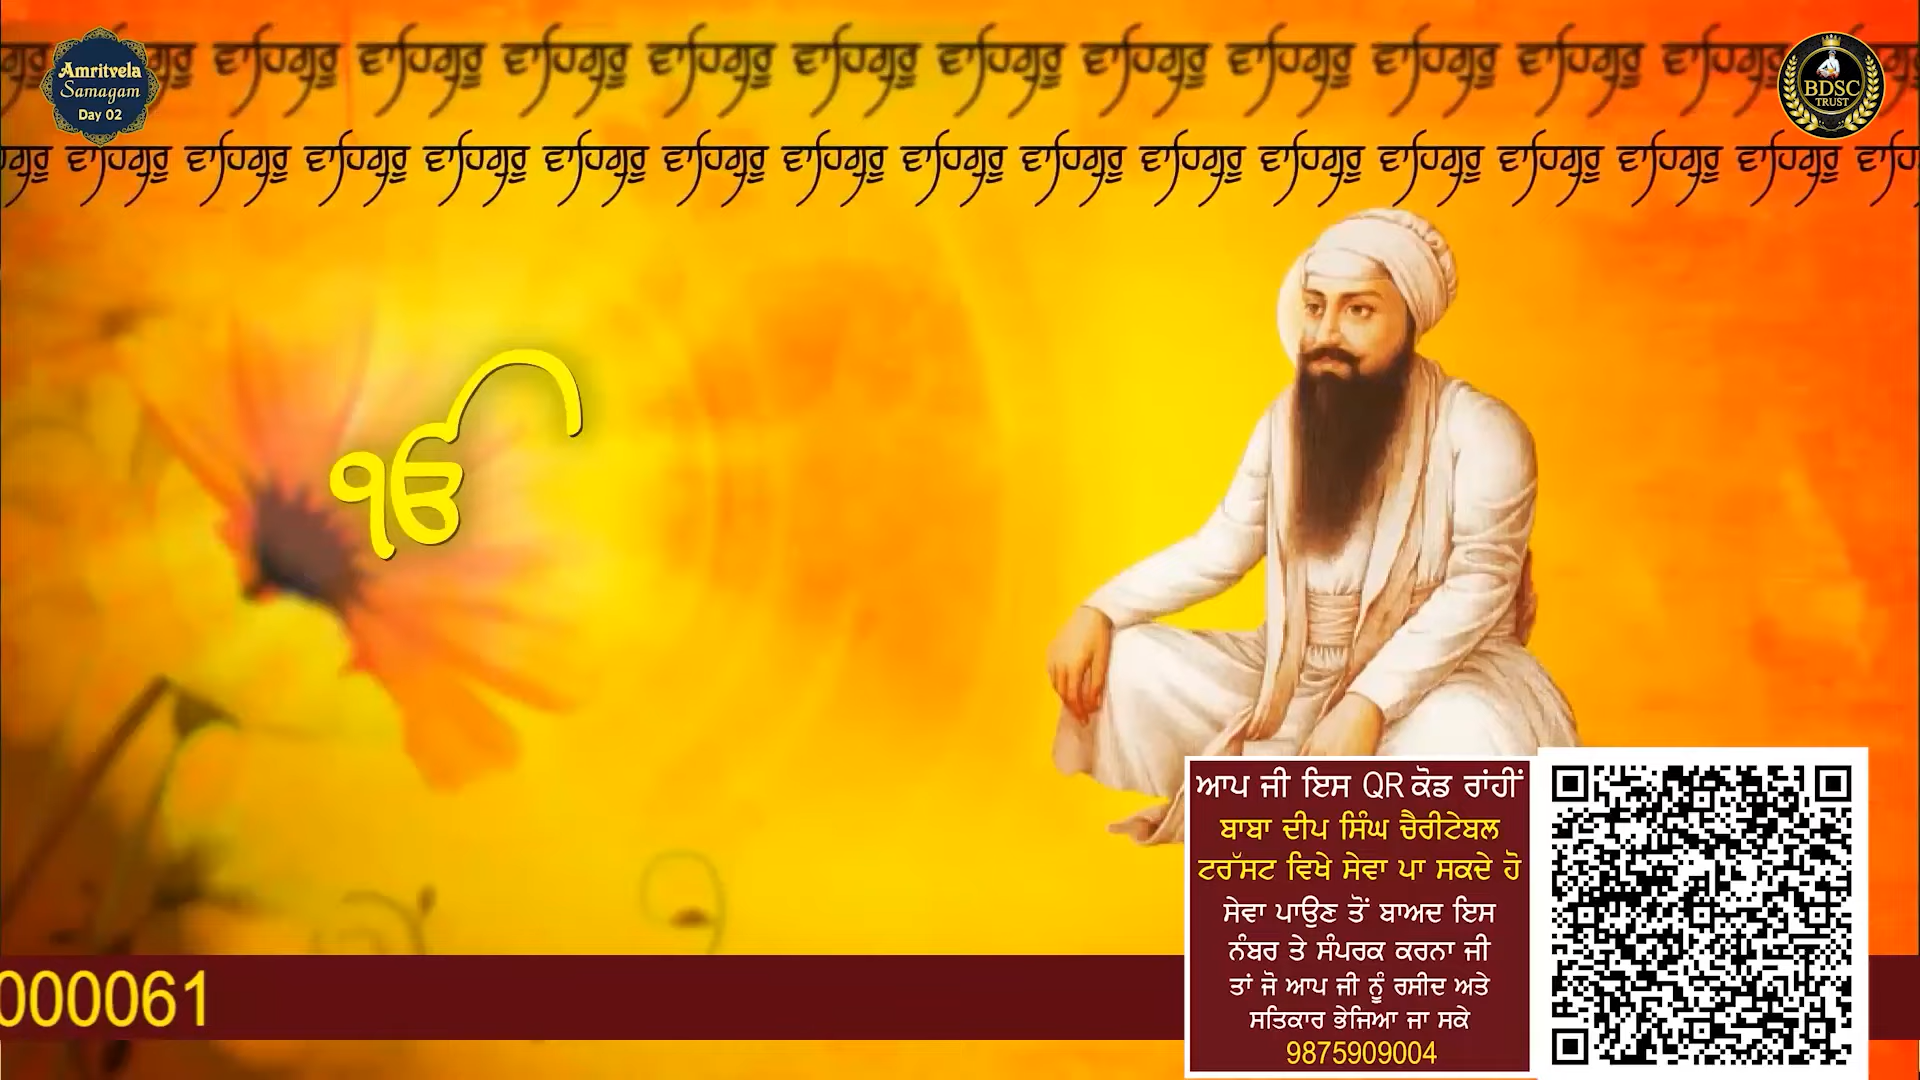 ਵਾਹਿਗੁਰੂ ਵਾਹਿਗੁਰੂ ਵਾਹਿਗੁਰੂ ਵਾਹਿਗੁਰੂ ਵਾਹਿਗੁਰੂ ਵਾਹਿਗੁਰੂ ਵਾਹਿਗੁਰੂ ਵਾਹਿਗੁਰੂ ਵਾਹਿਗੁਰੂ ਵਾਹਿਗੁਰੂ ਵਾਹਿਗੁਰੂ
Amritvela
Samagam
Day 02
BDSC
TRUST
ਵਾਹਿਗੁਰੂ ਵਾਹਿਗੁਰੂ ਵਾਹਿਗੁਰੂ ਵਾਹਿਗੁਰੂ ਵਾਹਿਗੁਰੂ ਵਾਹਿਗੁਰੂ ਵਾਹਿਗੁਰੂ ਵਾਹਿਗੁਰੂ ਵਾਹਿਗੁਰੂ ਵਾਹਿਗੁਰੂ ਵਾਹਿਗੁਰੂ ਵਾਹਿਗੁਰੂ ਵਾਹਿਗੁਰੂ ਵਾਹਿਗੁਰੂ ਵਾਹਿਗੁਰੂ
ੴ
ਆਪ ਜੀ ਇਸ QR ਕੋਡ ਰਾਂਹੀਂ
ਬਾਬਾ ਦੀਪ ਸਿੰਘ ਚੈਰੀਟੇਬਲ
ਟਰੱਸਟ ਵਿਖੇ ਸੇਵਾ ਪਾ ਸਕਦੇ ਹੋ
ਸੇਵਾ ਪਾਉਣ ਤੋਂ ਬਾਅਦ ਇਸ
ਨੰਬਰ ਤੇ ਸੰਪਰਕ ਕਰਨਾ ਜੀ
ਤਾਂ ਜੋ ਆਪ ਜੀ ਨੂੰ ਰਸੀਦ ਅਤੇ
ਸਤਿਕਾਰ ਭੇਜਿਆ ਜਾ ਸਕੇ
9875909004
000061